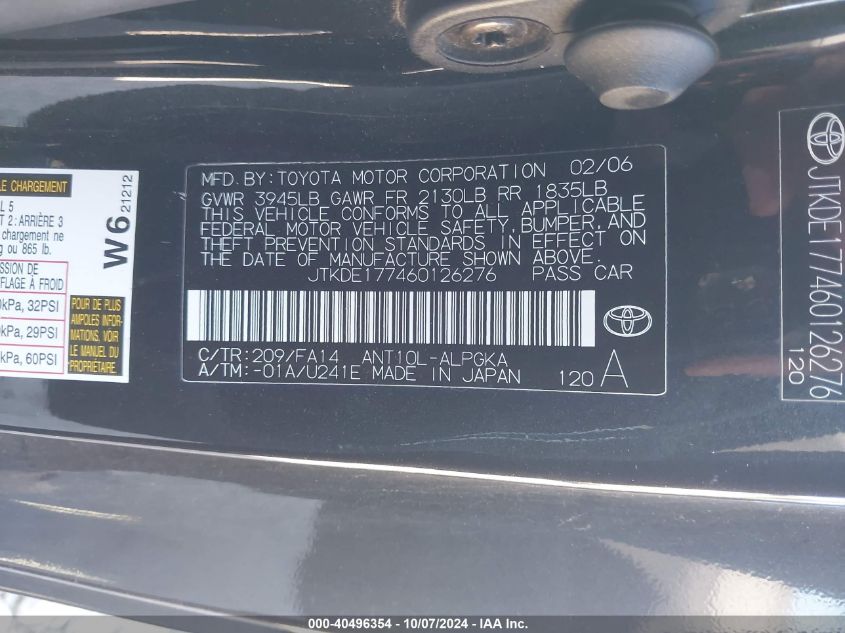 LE CHARGEMENT
L 5
T 2: ARRIÈRE 3
chargement ne
g ou 865 lb.
ESSION DE
FLAGE À FROID
0kPa, 32PSI
0kPa, 29PSI
kPa, 60PSI
POUR DE PLUS
AMPLES
INFOR-
MATIONS, VOIR
LE MANUEL DU
W6 21212
MFD. BY: TOYOTA MOTOR CORPORATION 02/06
GVWR 3945LB GAWR FR 2130LB RR 1835LB
THIS VEHICLE CONFORMS TO ALL APPLICABLE
FEDERAL MOTOR VEHICLE SAFETY, BUMPER, AND
THEFT PREVENTION STANDARDS IN EFFECT ON
THE DATE OF MANUFACTURE SHOWN ABOVE.
JTKDE177460126276 PASS CAR
C/TR: 209/FA14 ANT10L-ALPGKA
A/TM: -01A/U241E MADE IN JAPAN 120 A
JTKDE177460126276
120
000-40496354 - 10/07/2024 - IAA Inc.